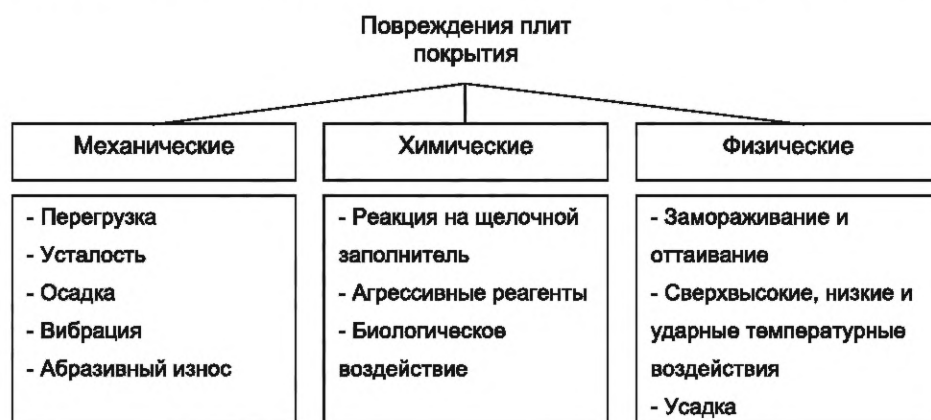 Повреждения плит
покрытия
Механические
Химические
Физические
- Перегрузка
- Усталость
- Осадка
- Вибрация
- Абразивный износ
- Реакция на щелочной
заполнитель
- Агрессивные реагенты
- Биологическое
воздействие
- Замораживание и
оттаивание
- Сверхвысокие, низкие и
ударные температурные
воздействия
- Усадка